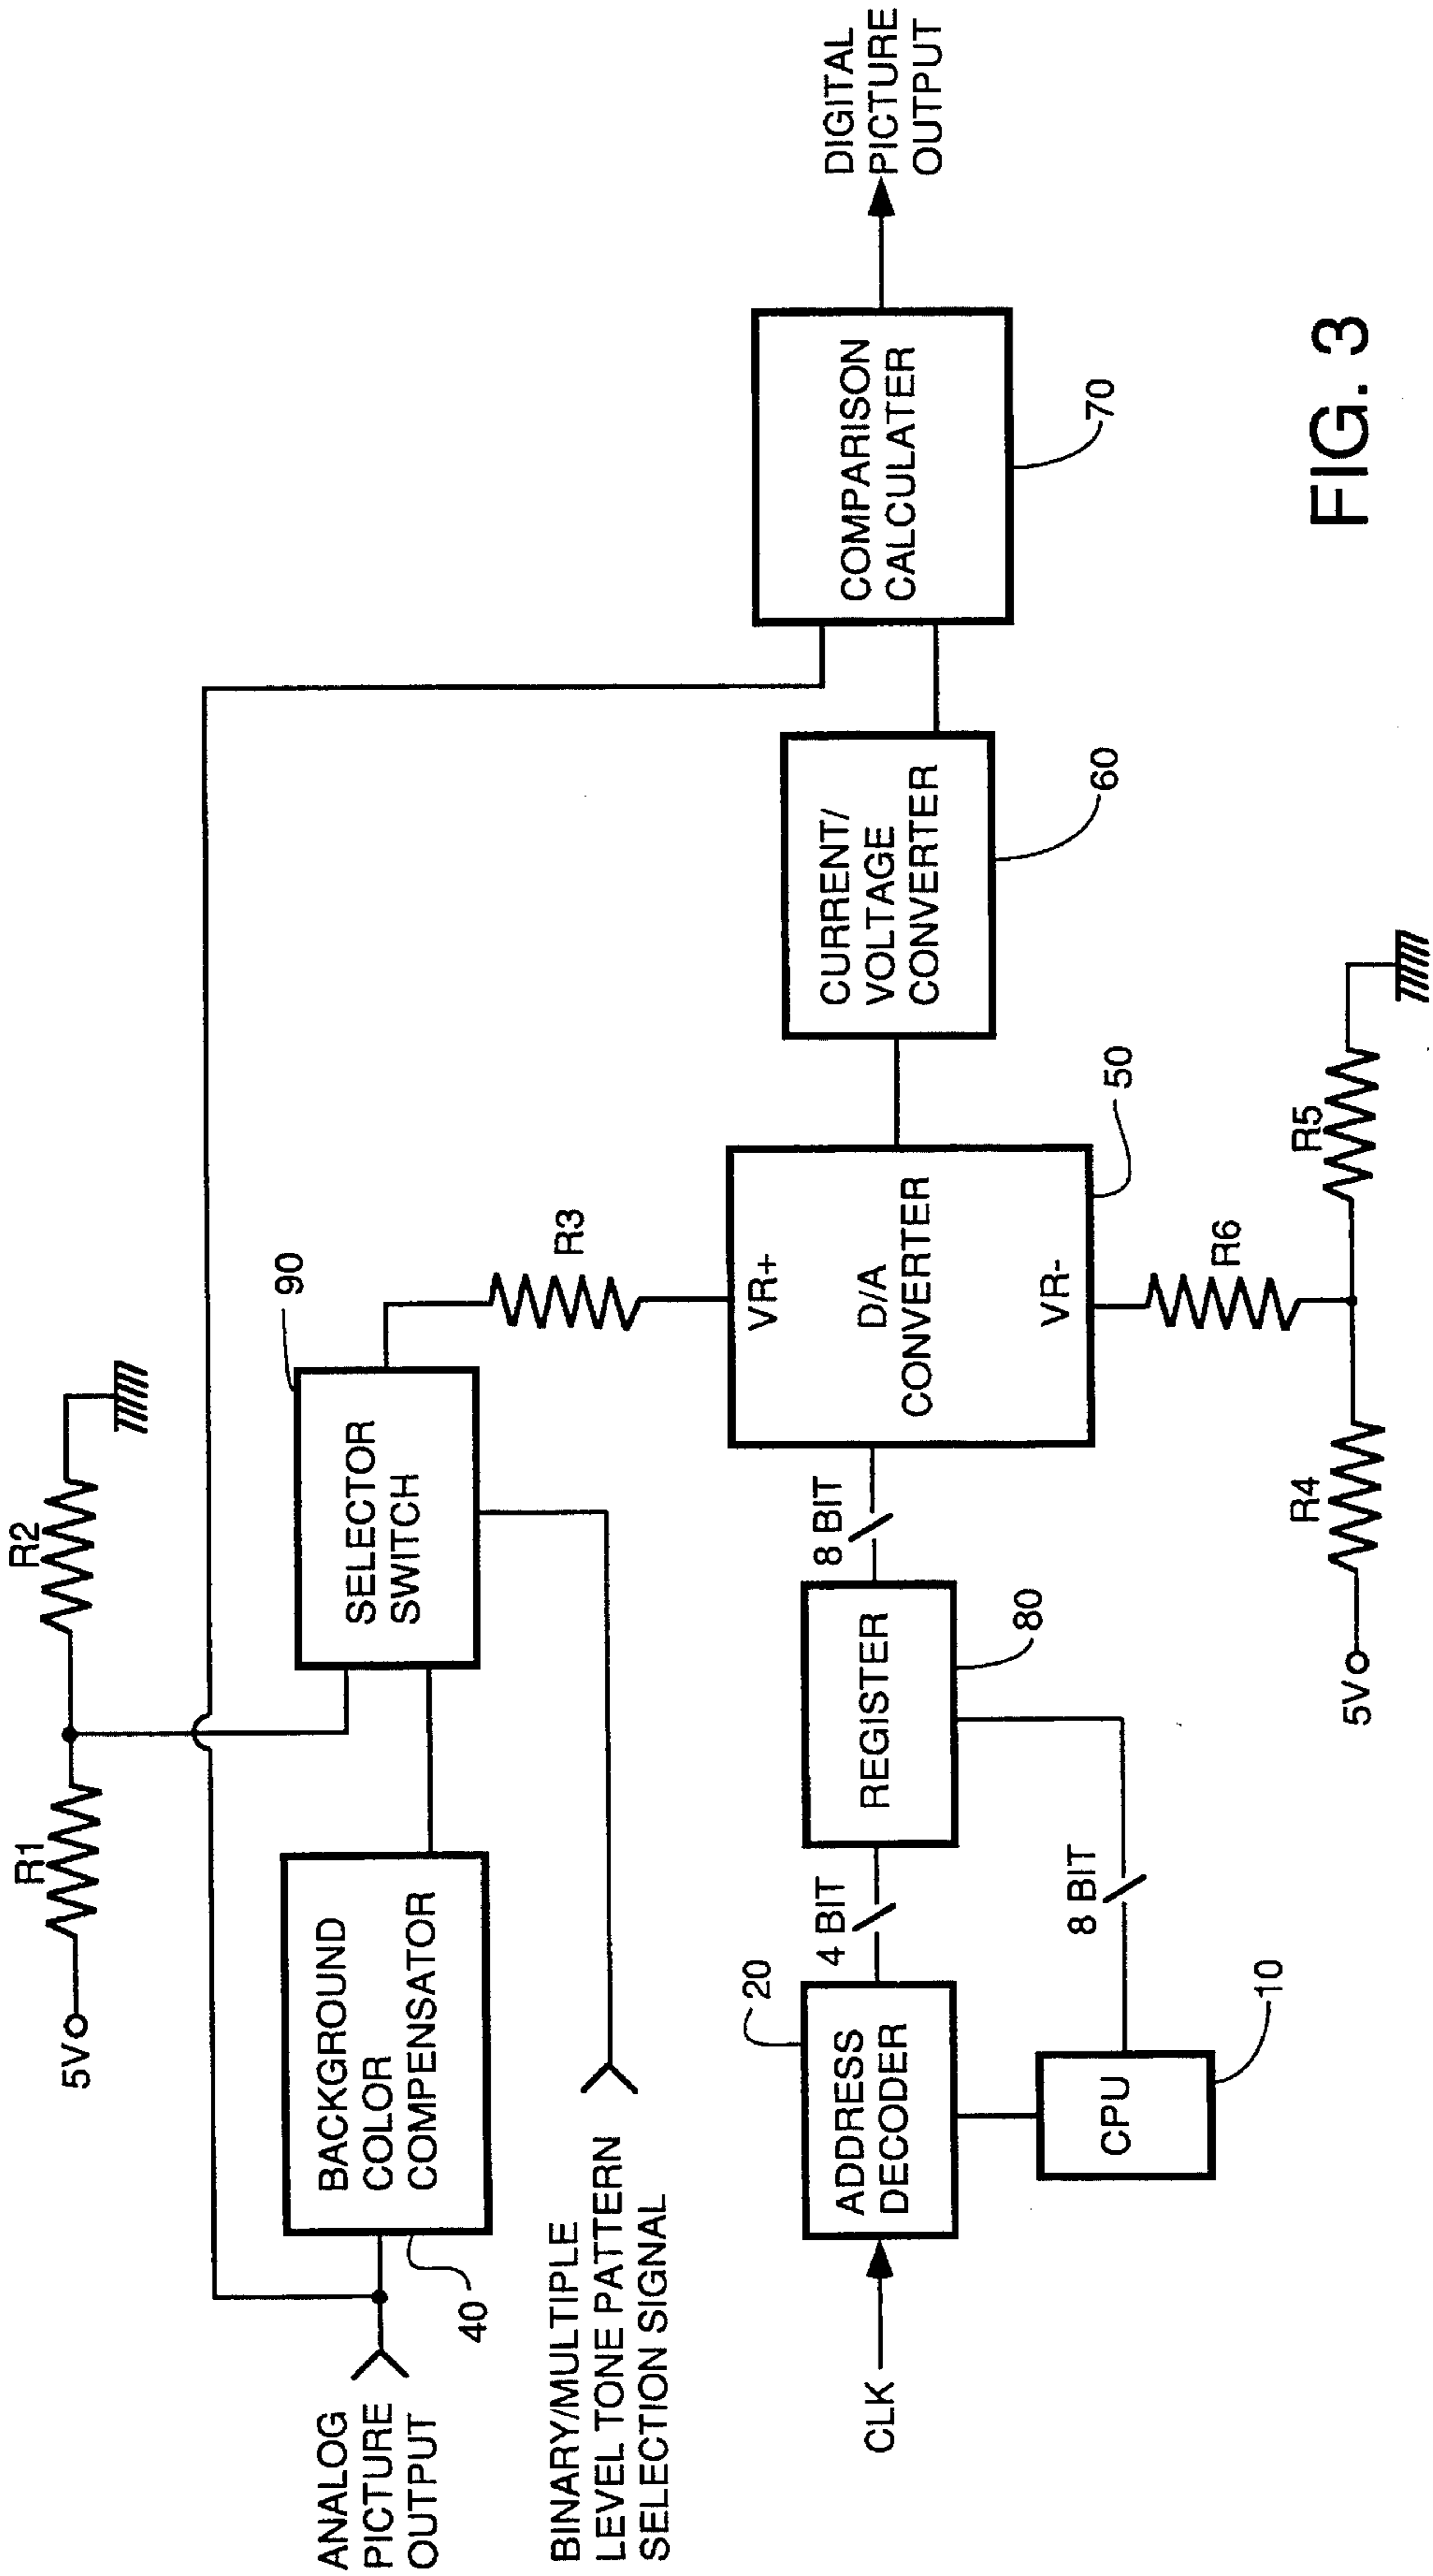 R1
R2
5V
90
BACKGROUND
COLOR
COMPENSATOR
SELECTOR
SWITCH
ANALOG
PICTURE
OUTPUT
40
R3
BINARY/MULTIPLE
LEVEL TONE PATTERN
SELECTION SIGNAL
20
4 BIT
8 BIT
VR+
DIGITAL
PICTURE
OUTPUT
CLK
ADDRESS
DECODER
REGISTER
D/A
CONVERTER
CURRENT/
VOLTAGE
CONVERTER
COMPARISON
CALCULATER
80
VR-
50
60
70
CPU
8 BIT
10
R6
5V
R4
R5
FIG. 3